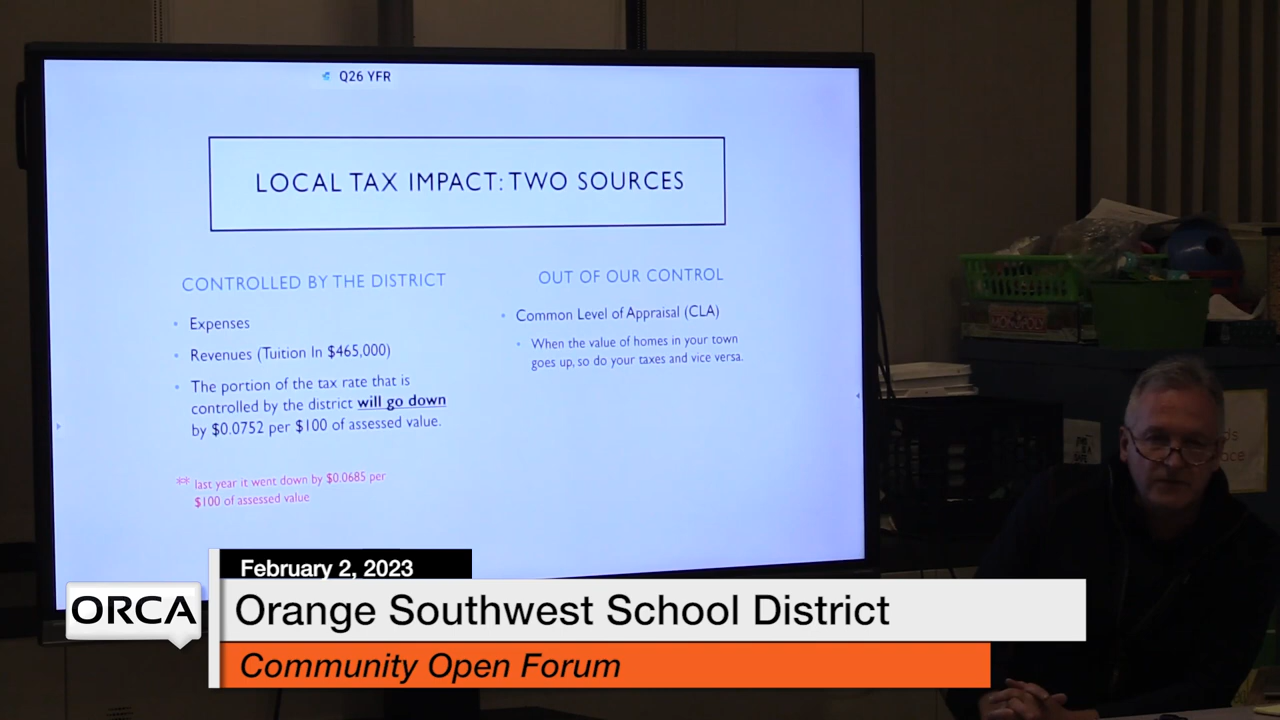 Q26 YFR
LOCAL TAX IMPACT: TWO SOURCES
CONTROLLED BY THE DISTRICT
• Expenses
• Revenues (Tuition In $465,000)
• The portion of the tax rate that is
controlled by the district will go down
by $0.0752 per $100 of assessed value.
** last year it went down by $0.0685 per
$100 of assessed value
OUT OF OUR CONTROL
• Common Level of Appraisal (CLA)
• When the value of homes in your town
goes up, so do your taxes and vice versa.
MONOPOLY
February 2, 2023
ORCA
Orange Southwest School District
Community Open Forum